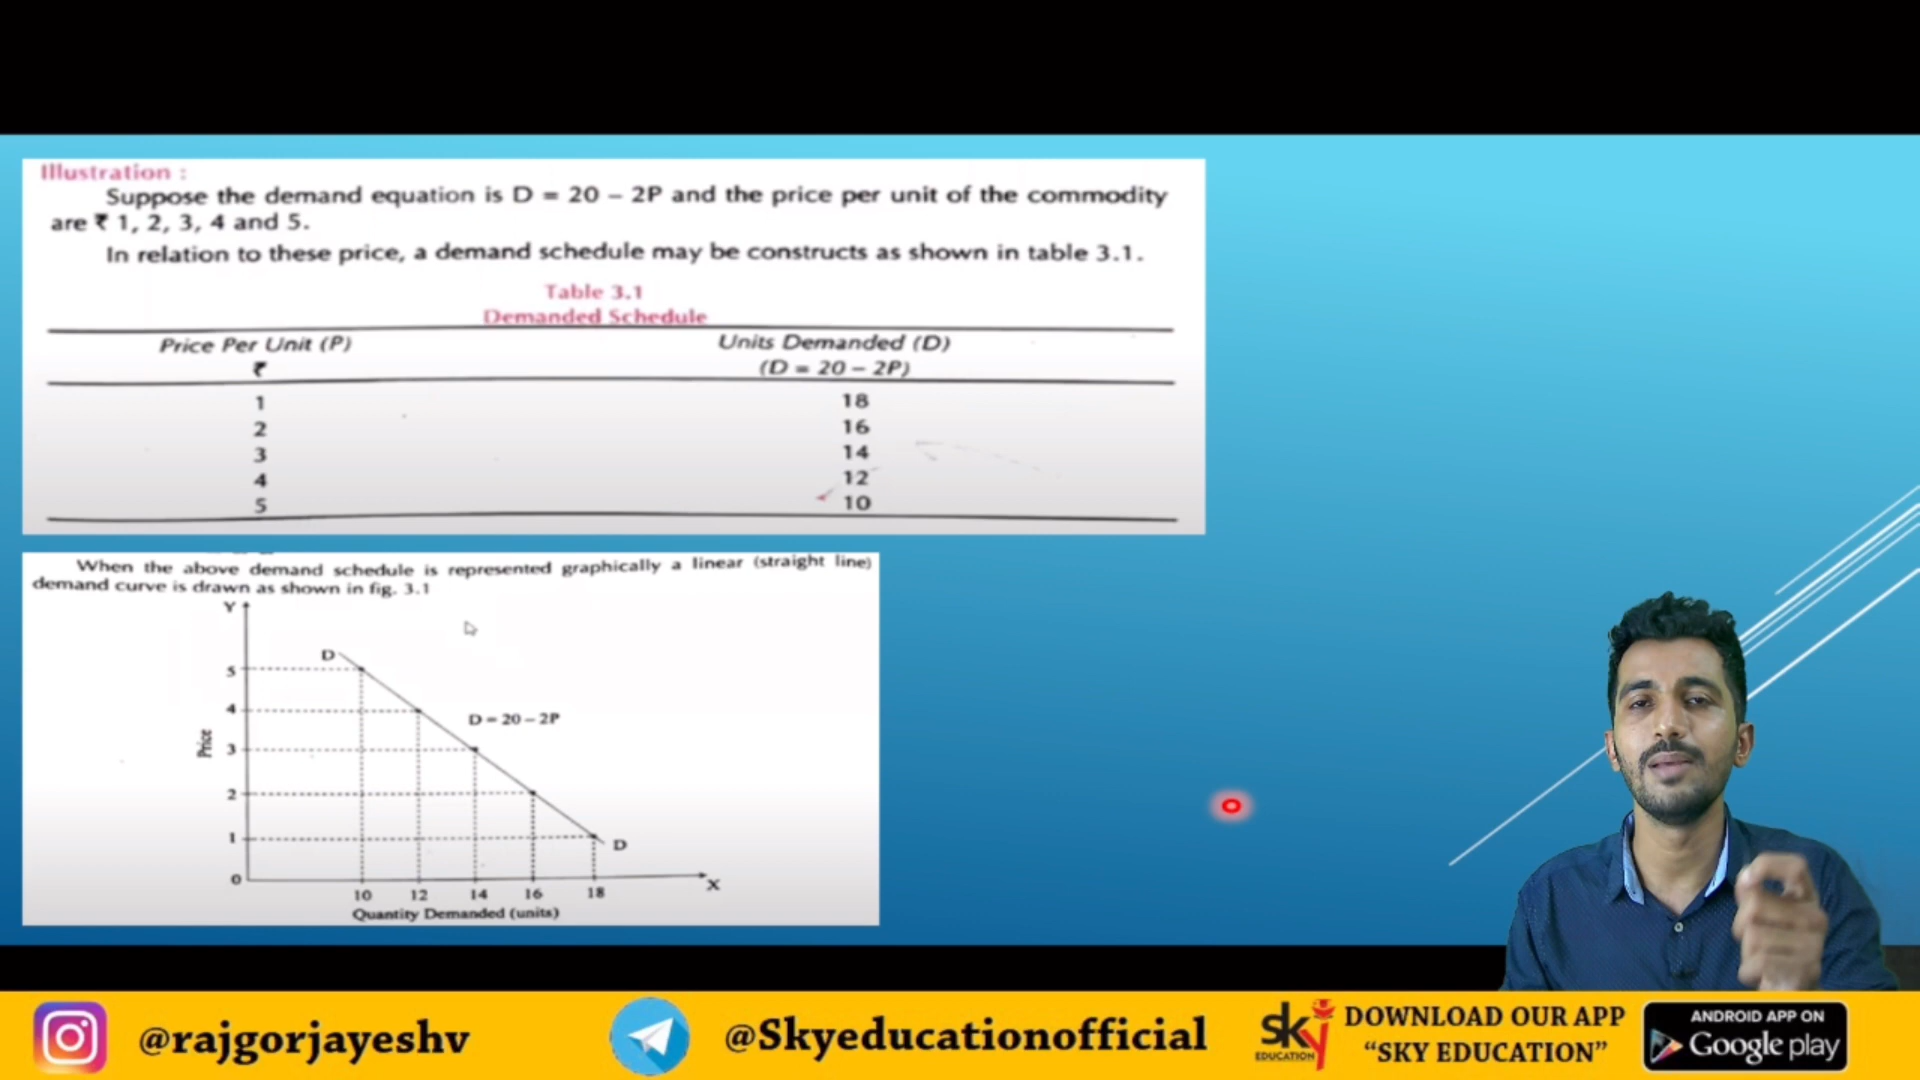 Illustration :
Suppose the demand equation is D = 20 – 2P and the price per unit of the commodity
are ₹ 1, 2, 3, 4 and 5.
In relation to these price, a demand schedule may be constructs as shown in table 3.1.
Table 3.1
Demanded Schedule
Price Per Unit (P) Units Demanded (D)
₹ (D = 20 – 2P)
1 18
2 16
3 14
4 12
5 10
When the above demand schedule is represented graphically a linear (straight line)
demand curve is drawn as shown in fig. 3.1
Y
D
5
4
D = 20 – 2P
Price
3
2
1
D
0
X
10 12 14 16 18
Quantity Demanded (units)
@rajgorjayeshv
@Skyeducationofficial
sky
EDUCATION
DOWNLOAD OUR APP
“SKY EDUCATION”
ANDROID APP ON
Google play